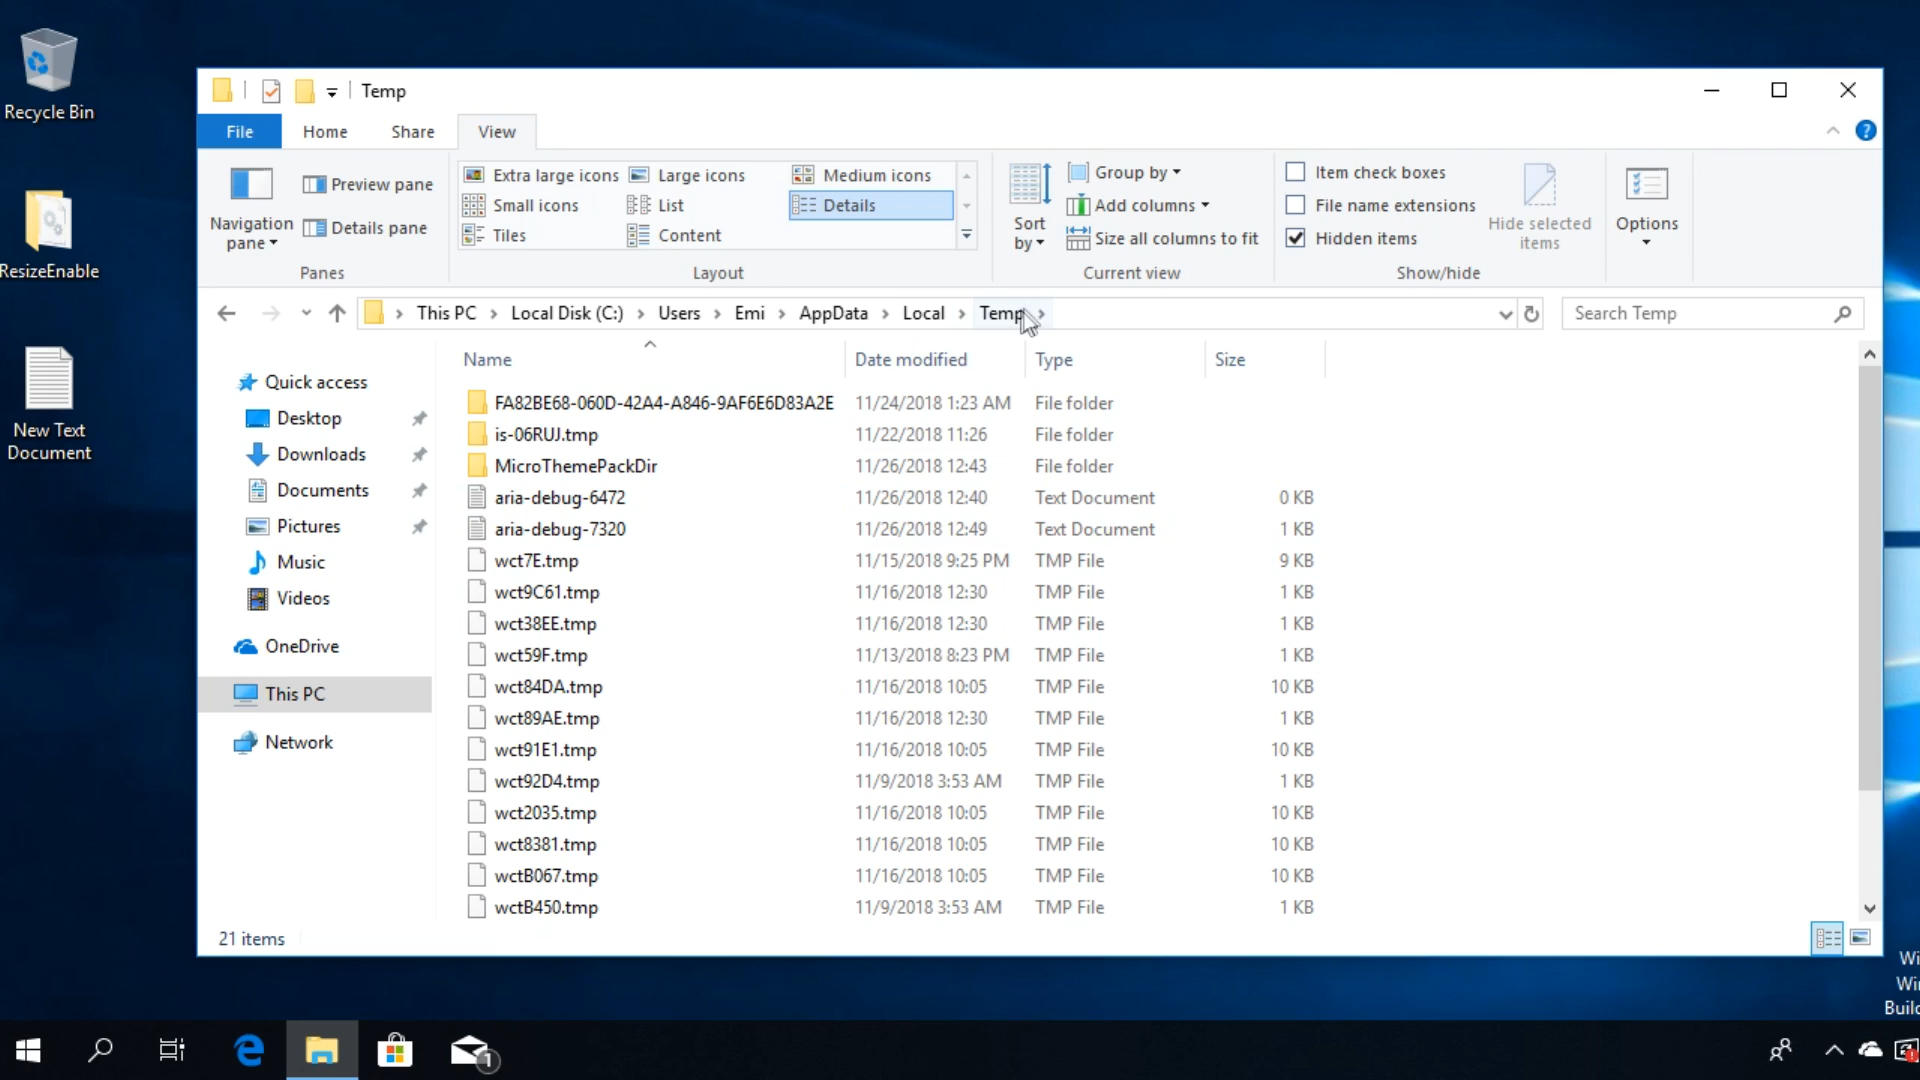 Recycle Bin
ResizeEnable
New Text
Document
Temp
File Home Share View
Navigation
pane
Preview pane
Details pane
Panes
Extra large icons Large icons Medium icons
Small icons List Details
Tiles Content
Layout
Sort
by
Group by
Add columns
Size all columns to fit
Current view
Item check boxes
File name extensions
Hidden items
Hide selected
items
Show/hide
Options
This PC Local Disk (C:) Users Emi AppData Local Temp
Search Temp
Quick access
Desktop
Downloads
Documents
Pictures
Music
Videos
OneDrive
This PC
Network
Name Date modified Type Size
FA82BE68-060D-42A4-A846-9AF6E6D83A2E 11/24/2018 1:23 AM File folder
is-06RUJ.tmp 11/22/2018 11:26 File folder
MicroThemePackDir 11/26/2018 12:43 File folder
aria-debug-6472 11/26/2018 12:40 Text Document 0 KB
aria-debug-7320 11/26/2018 12:49 Text Document 1 KB
wct7E.tmp 11/15/2018 9:25 PM TMP File 9 KB
wct9C61.tmp 11/16/2018 12:30 TMP File 1 KB
wct38EE.tmp 11/16/2018 12:30 TMP File 1 KB
wct59F.tmp 11/13/2018 8:23 PM TMP File 1 KB
wct84DA.tmp 11/16/2018 10:05 TMP File 10 KB
wct89AE.tmp 11/16/2018 12:30 TMP File 1 KB
wct91E1.tmp 11/16/2018 10:05 TMP File 10 KB
wct92D4.tmp 11/9/2018 3:53 AM TMP File 1 KB
wct2035.tmp 11/16/2018 10:05 TMP File 10 KB
wct8381.tmp 11/16/2018 10:05 TMP File 10 KB
wctB067.tmp 11/16/2018 10:05 TMP File 10 KB
wctB450.tmp 11/9/2018 3:53 AM TMP File 1 KB
21 items
1